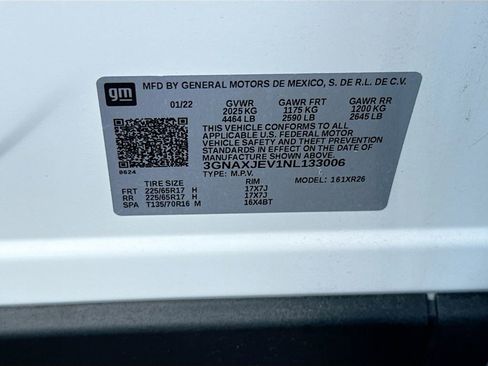 gm MFD BY GENERAL MOTORS DE MEXICO, S. DE R.L. DE C.V.
01/22 GVWR GAWR FRT GAWR RR
2025 KG 1175 KG 1200 KG
4464 LB 2590 LB 2645 LB
THIS VEHICLE CONFORMS TO ALL
APPLICABLE U.S. FEDERAL MOTOR
VEHICLE SAFETY AND THEFT PREVENTION
STANDARDS IN EFFECT ON THE DATE OF
MANUFACTURE SHOWN ABOVE.
3GNAXJEV1NL133006
0624 TYPE: M.P.V. MODEL: 161XR26
TIRE SIZE RIM
FRT 225/65R17 H 17X7J
RR 225/65R17 H 17X7J
SPA T135/70R16 M 16X4BT